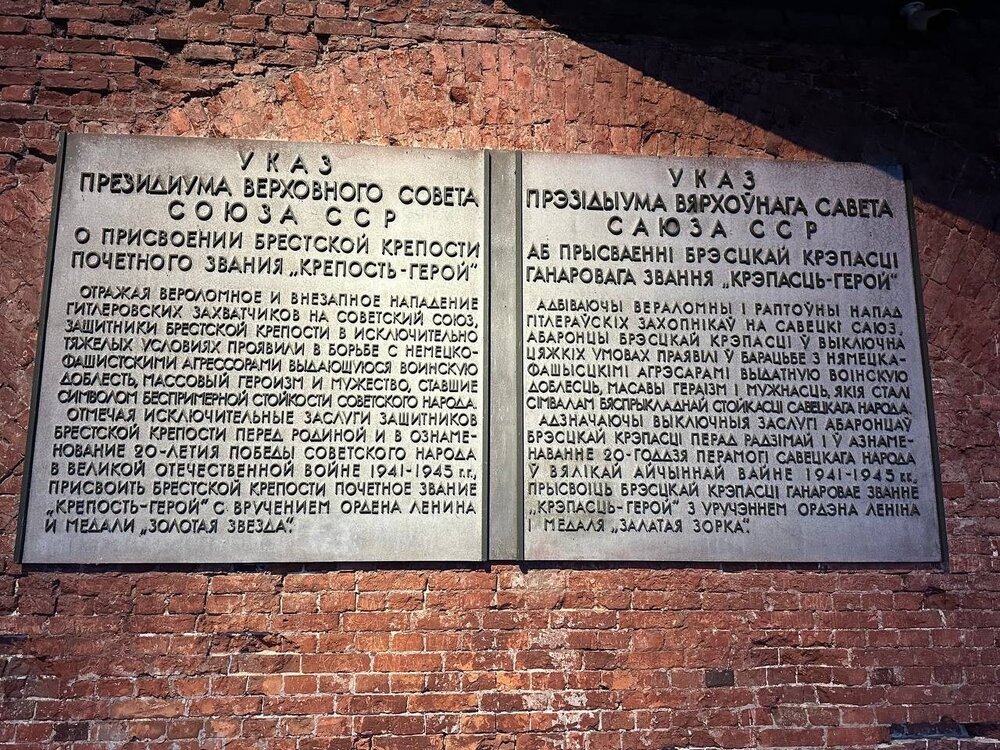 УКАЗ
ПРЕЗИДИУМА ВЕРХОВНОГО СОВЕТА
СОЮЗА ССР
О ПРИСВОЕНИИ БРЕСТСКОЙ КРЕПОСТИ
ПОЧЕТНОГО ЗВАНИЯ „КРЕПОСТЬ-ГЕРОЙ"
ОТРАЖАЯ ВЕРОЛОМНОЕ И ВНЕЗАПНОЕ НАПАДЕНИЕ
ГИТЛЕРОВСКИХ ЗАХВАТЧИКОВ НА СОВЕТСКИЙ СОЮЗ,
ЗАЩИТНИКИ БРЕСТСКОЙ КРЕПОСТИ В ИСКЛЮЧИТЕЛЬНО
ТЯЖЕЛЫХ УСЛОВИЯХ ПРОЯВИЛИ В БОРЬБЕ С НЕМЕЦКО-
ФАШИСТСКИМИ АГРЕССОРАМИ ВЫДАЮЩУЮСЯ ВОИНСКУЮ
ДОБЛЕСТЬ, МАССОВЫЙ ГЕРОИЗМ И МУЖЕСТВО, СТАВШИЕ
СИМВОЛОМ БЕСПРИМЕРНОЙ СТОЙКОСТИ СОВЕТСКОГО НАРОДА.
ОТМЕЧАЯ ИСКЛЮЧИТЕЛЬНЫЕ ЗАСЛУГИ ЗАЩИТНИКОВ
БРЕСТСКОЙ КРЕПОСТИ ПЕРЕД РОДИНОЙ И В ОЗНАМЕ-
НОВАНИЕ 20-ЛЕТИЯ ПОБЕДЫ СОВЕТСКОГО НАРОДА
В ВЕЛИКОЙ ОТЕЧЕСТВЕННОЙ ВОЙНЕ 1941-1945 г.г.,
ПРИСВОИТЬ БРЕСТСКОЙ КРЕПОСТИ ПОЧЕТНОЕ ЗВАНИЕ
„КРЕПОСТЬ-ГЕРОЙ" С ВРУЧЕНИЕМ ОРДЕНА ЛЕНИНА
И МЕДАЛИ „ЗОЛОТАЯ ЗВЕЗДА".
УКАЗ
ПРЭЗІДЫУМА ВЯРХОЎНАГА САВЕТА
САЮЗА ССР
АБ ПРЫСВАЕННІ БРЭСЦКАЙ КРЭПАСЦІ
ГАНАРОВАГА ЗВАННЯ „КРЭПАСЦЬ-ГЕРОЙ"
АДБІВАЮЧЫ ВЕРАЛОМНЫ І РАПТОЎНЫ НАПАД
ГІТЛЕРАЎСКІХ ЗАХОПНІКАЎ НА САВЕЦКІ САЮЗ,
АБАРОНЦЫ БРЭСЦКАЙ КРЭПАСЦІ Ў ВЫКЛЮЧНА
ЦЯЖКІХ УМОВАХ ПРАЯВІЛІ Ў БАРАЦЬБЕ З НЯМЕЦКА-
ФАШЫСЦКІМІ АГРЭСАРАМІ ВЫДАТНУЮ ВОІНСКУЮ
ДОБЛЕСЦЬ, МАСАВЫ ГЕРАІЗМ І МУЖНАСЦЬ, ЯКІЯ СТАЛІ
СІМВАЛАМ БЯСПРЫКЛАДНАЙ СТОЙКАСЦІ САВЕЦКАГА НАРОДА.
АДЗНАЧАЮЧЫ ВЫКЛЮЧНЫЯ ЗАСЛУГІ АБАРОНЦАЎ
БРЭСЦКАЙ КРЭПАСЦІ ПЕРАД РАДЗІМАЙ І Ў АЗНАМЕ-
НАВАННЕ 20-ГОДДЗЯ ПЕРАМОГІ САВЕЦКАГА НАРОДА
Ў ВЯЛІКАЙ АЙЧЫННАЙ ВАЙНЕ 1941-1945 гг.,
ПРЫСВОІЦЬ БРЭСЦКАЙ КРЭПАСЦІ ГАНАРОВАЕ ЗВАННЕ
„КРЭПАСЦЬ-ГЕРОЙ" З УРУЧЭННЕМ ОРДЭНА ЛЕНІНА
І МЕДАЛЯ „ЗАЛАТАЯ ЗОРКА".